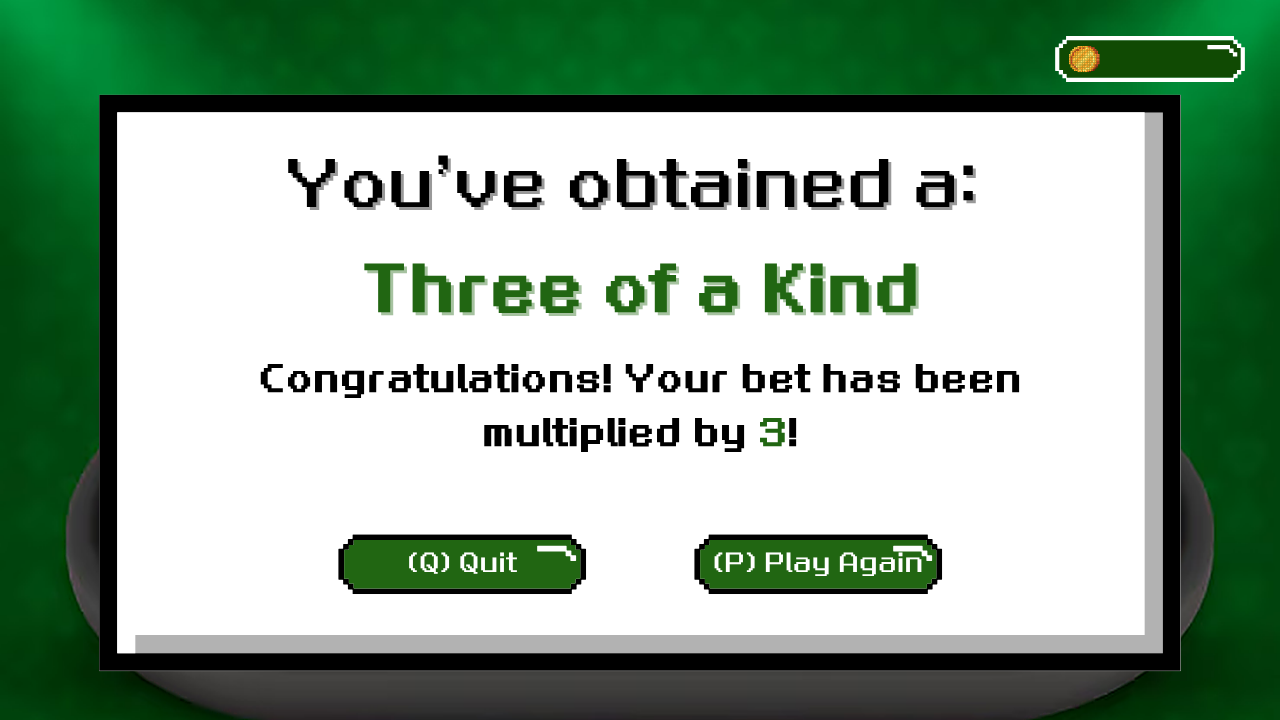 You've obtained a:
Three of a Kind
Congratulations! Your bet has been
multiplied by 3!
(Q) Quit
(P) Play Again